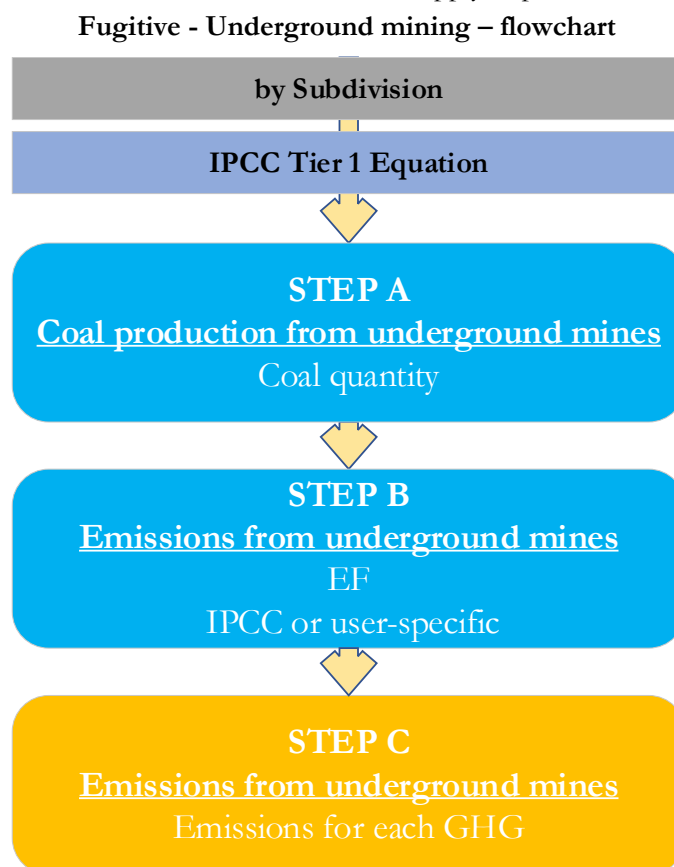 Fugitive - Underground mining – flowchart
by Subdivision
IPCC Tier 1 Equation
STEP A
Coal production from underground mines
Coal quantity
STEP B
Emissions from underground mines
EF
IPCC or user-specific
STEP C
Emissions from underground mines
Emissions for each GHG